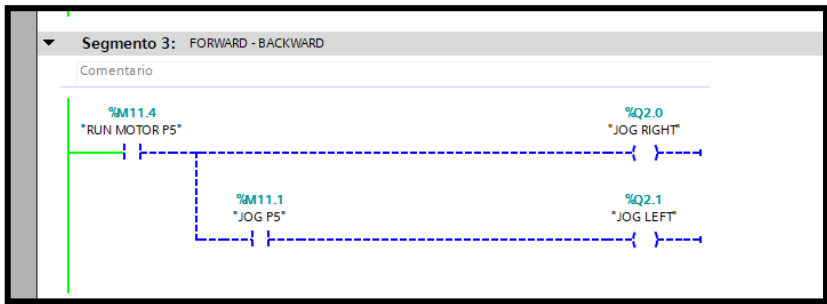 Segmento 3: FORWARD - BACKWARD
Comentario
%M11.4 %Q2.0
"RUN MOTOR P5" "JOG RIGHT"
%M11.1 %Q2.1
"JOG P5" "JOG LEFT"